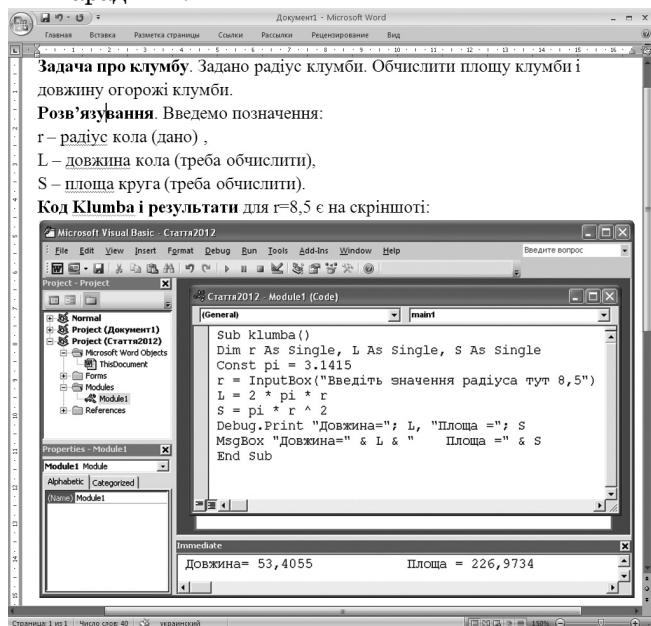 Документ1 - Microsoft Word
Главная Вставка Разметка страницы Ссылки Рассылки Рецензирование Вид
Задача про клумбу. Задано радіус клумби. Обчислити площу клумби і
довжину огорожі клумби.
Розв’язування. Введемо позначення:
r – радіус кола (дано) ,
L – довжина кола (треба обчислити),
S – площа круга (треба обчислити).
Код Klumba і результати для r=8,5 є на скріншоті:
Microsoft Visual Basic - Стаття2012
File Edit View Insert Format Debug Run Tools Add-Ins Window Help
Введите вопрос
Project - Project
Normal
Project (Документ1)
Project (Стаття2012)
Microsoft Word Objects
ThisDocument
Forms
Modules
Module1
References
Properties - Module1
Module1 Module
Alphabetic Categorized
(Name) Module1
Стаття2012 - Module1 (Code)
(General) main1
Sub klumba()
Dim r As Single, L As Single, S As Single
Const pi = 3.1415
r = InputBox("Введіть значення радіуса тут 8,5")
L = 2 * pi * r
S = pi * r ^ 2
Debug.Print "Довжина="; L, "Площа ="; S
MsgBox "Довжина=" & L & "    Площа =" & S
End Sub
Immediate
Довжина= 53,4055 Площа = 226,9734
Страница: 1 из 1 Число слов: 40 украинский 150%